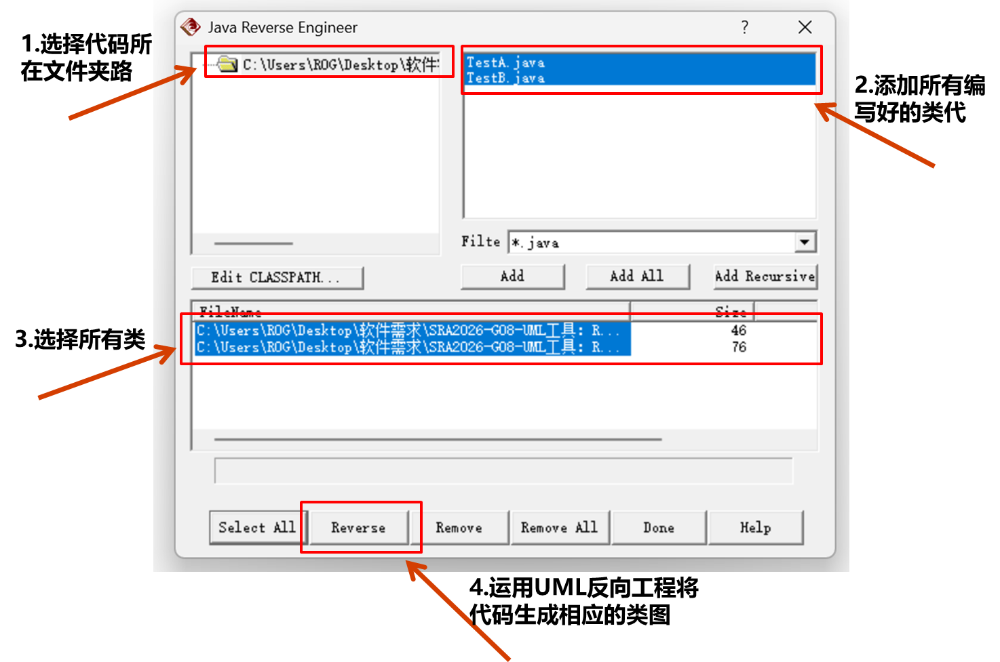 Java Reverse Engineer
?
1.选择代码所
在文件夹路
C:\Users\ROG\Desktop\软件
TestA.java
TestB.java
2.添加所有编
写好的类代
Filte
*.java
Edit CLASSPATH...
Add
Add All
Add Recursive
FileName
Size
3.选择所有类
C:\Users\ROG\Desktop\软件需求\SRA2026-G08-UML工具: R...
46
C:\Users\ROG\Desktop\软件需求\SRA2026-G08-UML工具: R...
76
Select All
Reverse
Remove
Remove All
Done
Help
4.运用UML反向工程将
代码生成相应的类图